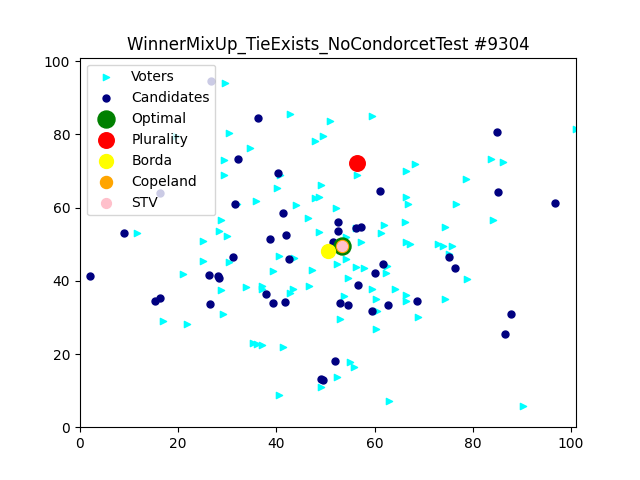 WinnerMixUp_TieExists_NoCondorcetTest #9304
Voters
Candidates
Optimal
Plurality
Borda
Copeland
STV
100
80
60
40
20
0
0 20 40 60 80 100